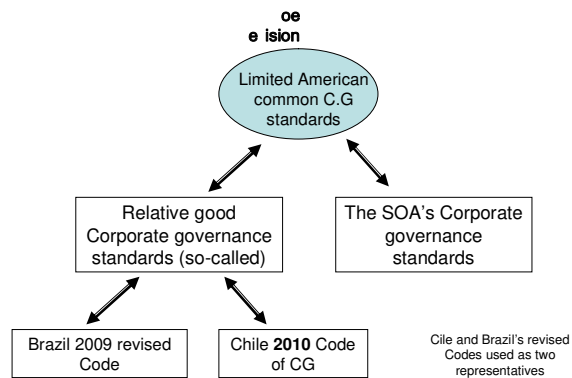 oe
e ision
Limited American
common C.G
standards
Relative good
Corporate governance
standards (so-called)
The SOA's Corporate
governance
standards
Brazil 2009 revised
Code
Chile 2010 Code
of CG
Cile and Brazil's revised
Codes used as two
representatives